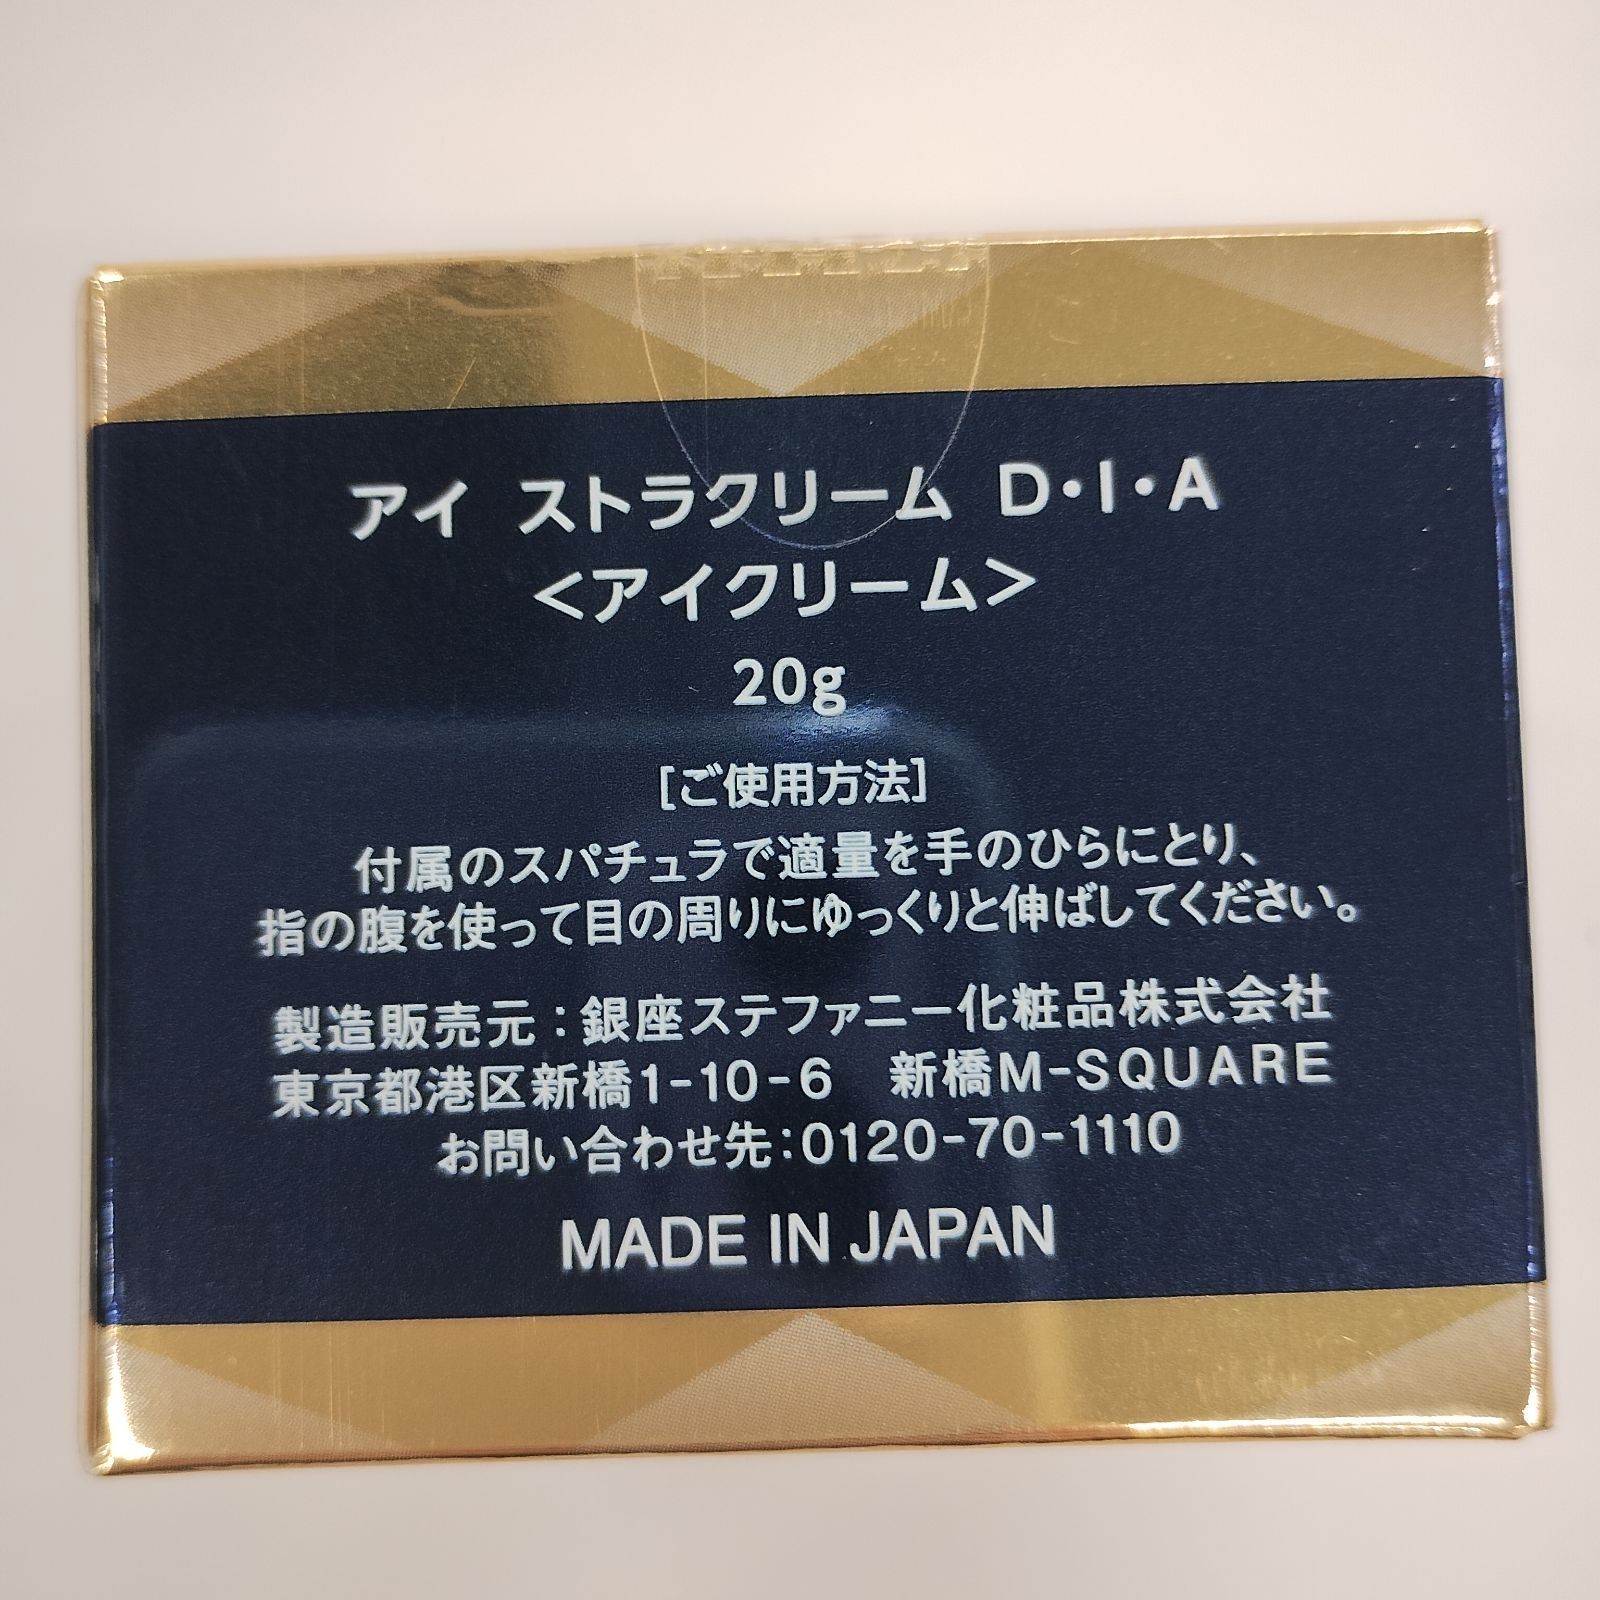 アイ ストラクリーム D・I・A
<アイクリーム>
20g
[ご使用方法]
付属のスパチュラで適量を手のひらにとり、
指の腹を使って目の周りにゆっくりと伸ばしてください。
製造販売元：銀座ステファニー化粧品株式会社
東京都港区新橋1-10-6　新橋M-SQUARE
お問い合わせ先：0120-70-1110
MADE IN JAPAN